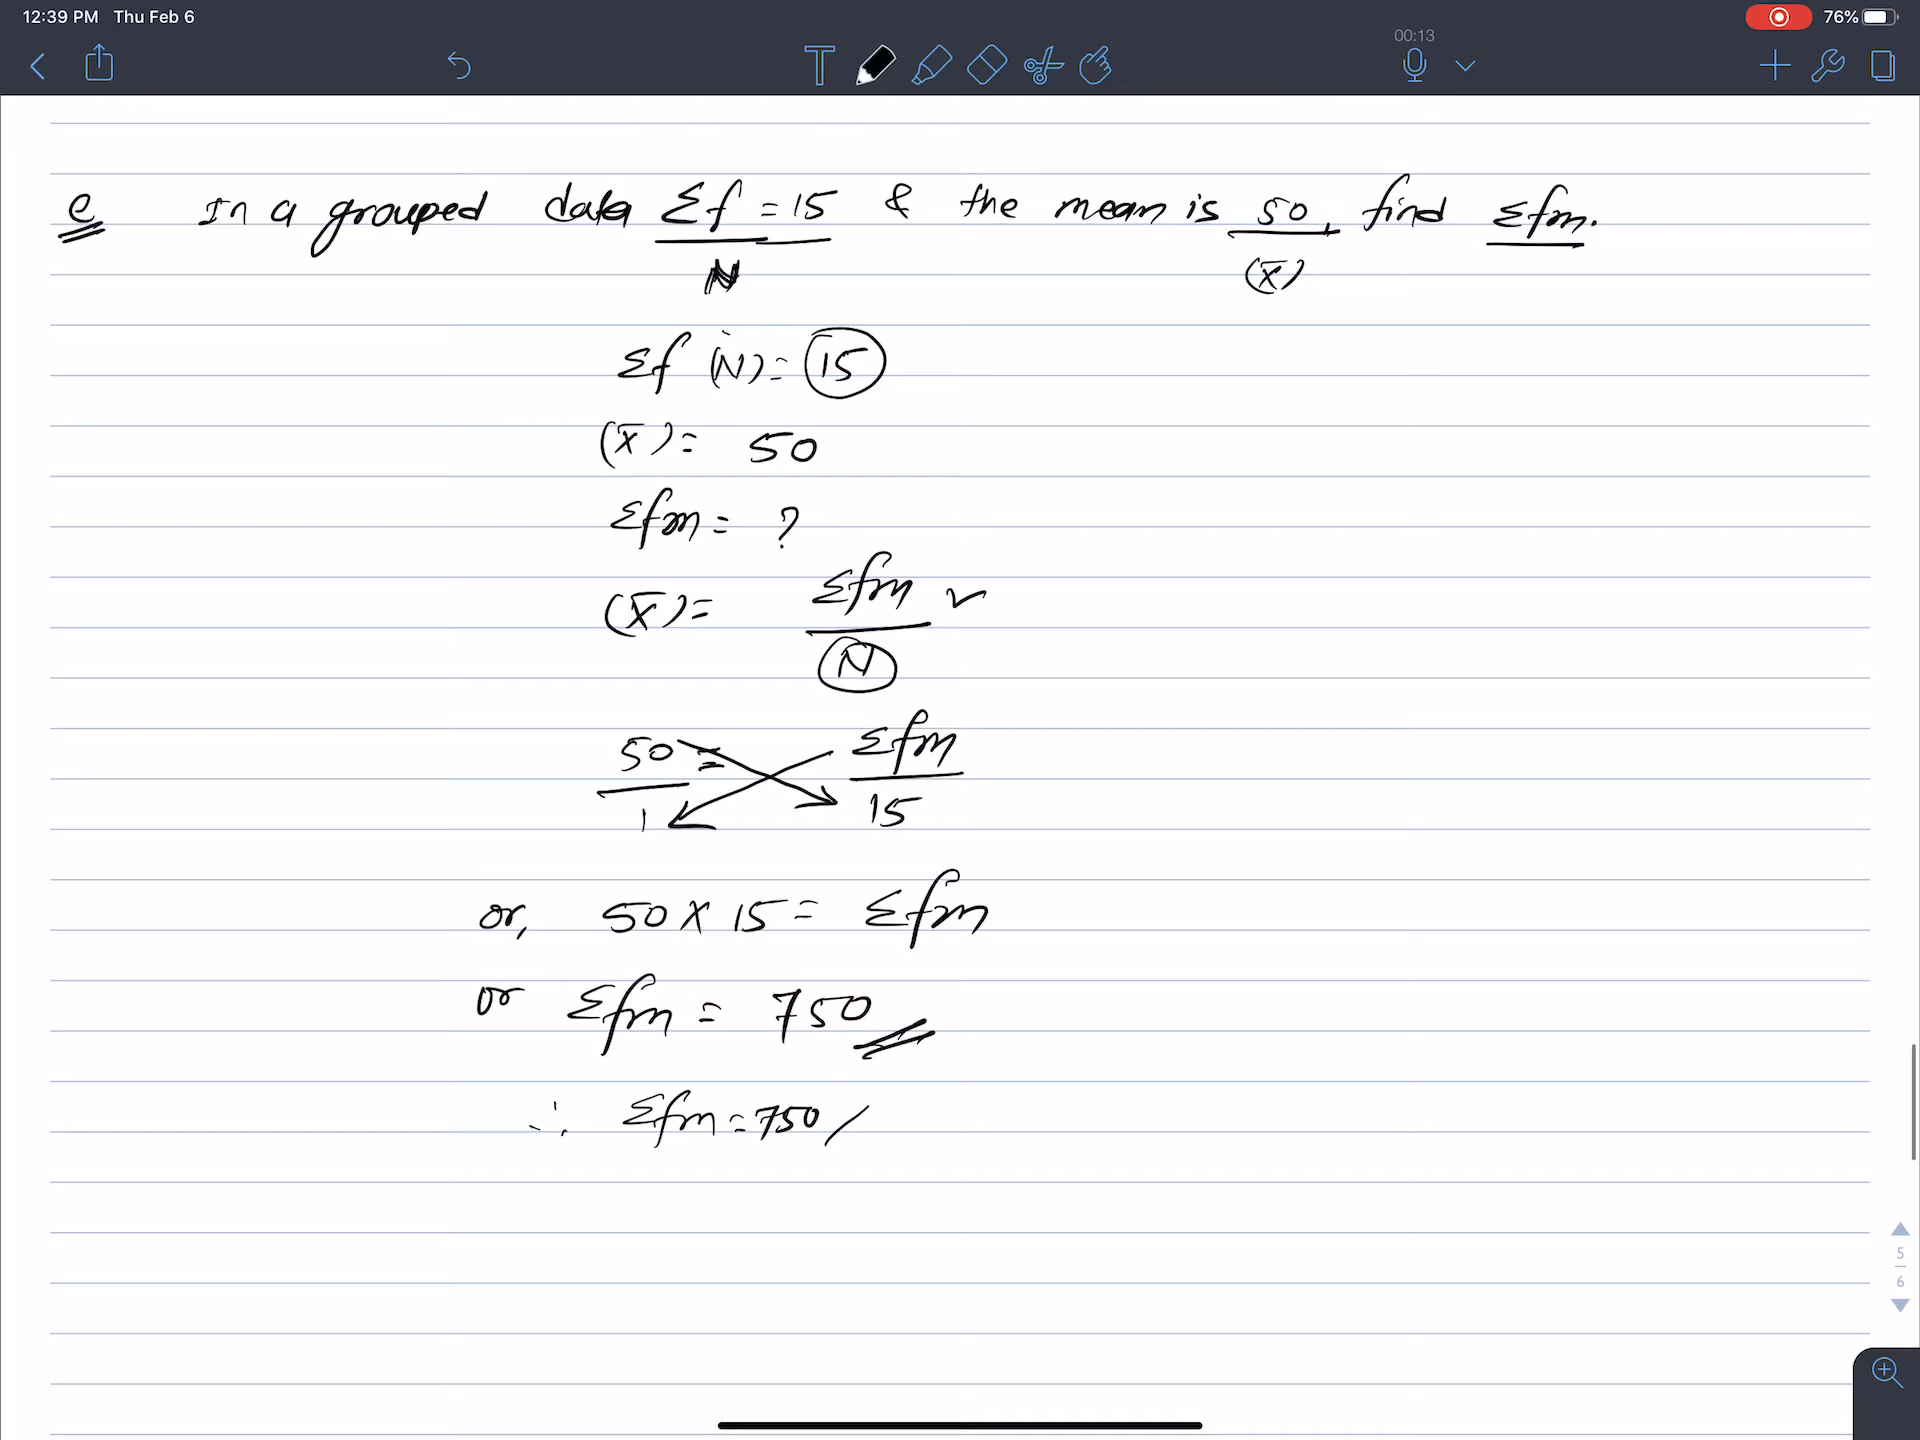 12:39 PM Thu Feb 6 76%
00:13
e In a grouped data Σf = 15 & the mean is 50, find Σfm.
N (x̄)
Σf (N) = 15
(x̄) = 50
Σfm = ?
(x̄) = Σfm / N
50/1 = Σfm/15
or, 50 X 15 = Σfm
or Σfm = 750
∴ Σfm = 750/
5
6